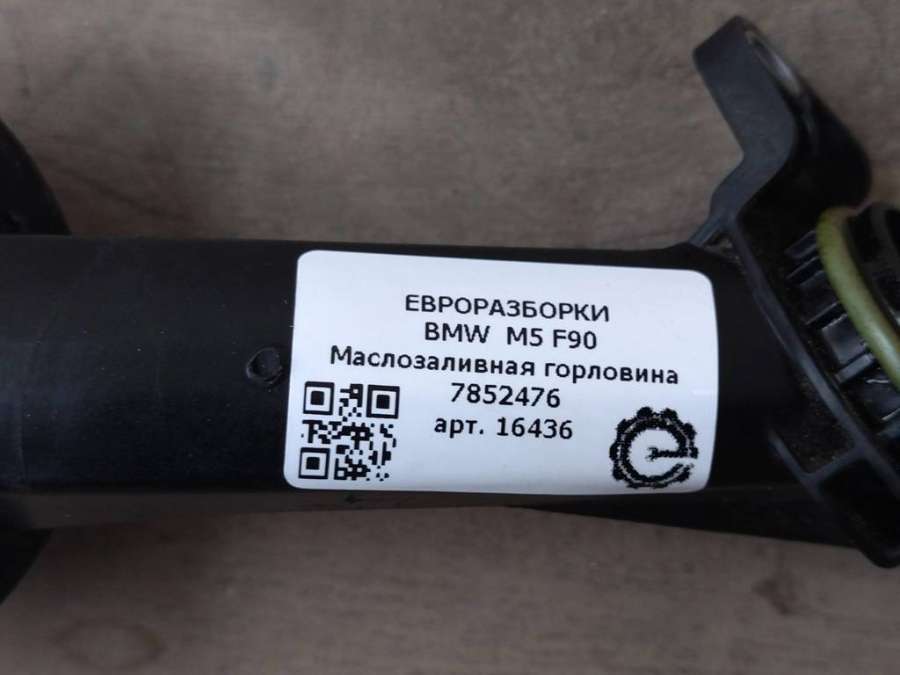 ЕВРОРАЗБОРКИ
BMW M5 F90
Маслозаливная горловина
7852476
арт. 16436